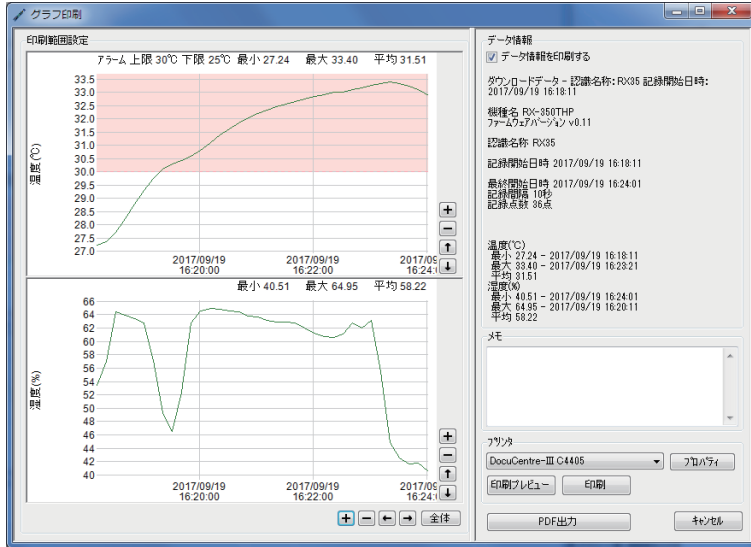 グラフ印刷
印刷範囲設定
アラーム 上限 30℃ 下限 25℃ 最小 27.24 最大 33.40 平均 31.51
温度(℃)
33.5
33.0
32.5
32.0
31.5
31.0
30.5
30.0
29.5
29.0
28.5
28.0
27.5
27.0
2017/09/19 2017/09/19 2017/09
16:20:00 16:22:00 16:24:
最小 40.51 最大 64.95 平均 58.22
湿度(%)
66
64
62
60
58
56
54
52
50
48
46
44
42
40
2017/09/19 2017/09/19 2017/09
16:20:00 16:22:00 16:24:
全体
データ情報
データ情報を印刷する
ダウンロードデータ - 認識名称: RX35 記録開始日時:
2017/09/19 16:18:11
機種名 RX-350THP
ファームウェアバージョン v0.11
認識名称 RX35
記録開始日時 2017/09/19 16:18:11
最終開始日時 2017/09/19 16:24:01
記録間隔 10秒
記録点数 36点
温度(℃)
最小 27.24 - 2017/09/19 16:18:11
最大 33.40 - 2017/09/19 16:23:21
平均 31.51
湿度(%)
最小 40.51 - 2017/09/19 16:24:01
最大 64.95 - 2017/09/19 16:20:11
平均 58.22
メモ
プリンタ
DocuCentre-III C4405
プロパティ
印刷プレビュー 印刷
PDF出力 キャンセル